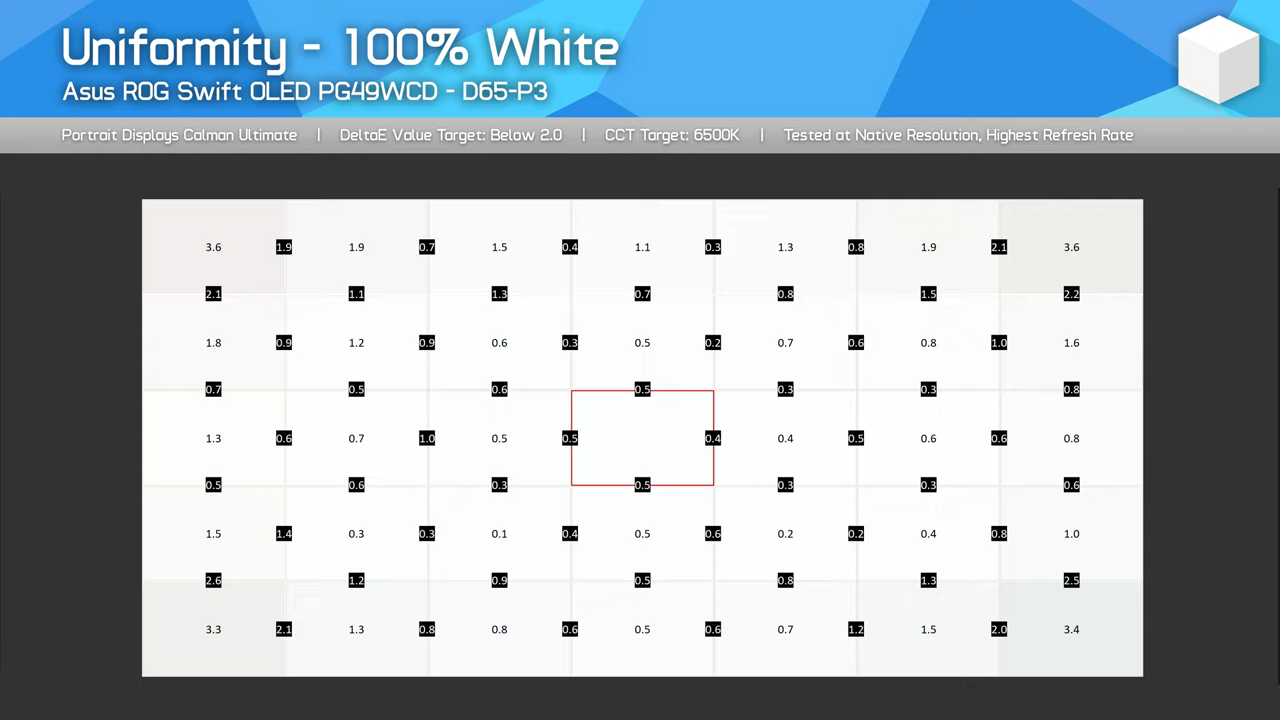 Uniformity - 100% White
Asus ROG Swift OLED PG49WCD - D65-P3
Portrait Displays Calman Ultimate | DeltaE Value Target: Below 2.0 | CCT Target: 6500K | Tested at Native Resolution, Highest Refresh Rate
3.6 1.9 1.9 0.7 1.5 0.4 1.1 0.3 1.3 0.8 1.9 2.1 3.6
2.1 1.1 1.3 0.7 0.8 1.5 2.2
1.8 0.9 1.2 0.9 0.6 0.3 0.5 0.2 0.7 0.6 0.8 1.0 1.6
0.7 0.5 0.6 0.5 0.3 0.3 0.8
1.3 0.6 0.7 1.0 0.5 0.5 0.4 0.4 0.5 0.6 0.6 0.8
0.5 0.6 0.3 0.5 0.3 0.3 0.6
1.5 1.4 0.3 0.3 0.1 0.4 0.5 0.6 0.2 0.2 0.4 0.8 1.0
2.6 1.2 0.9 0.5 0.8 1.3 2.5
3.3 2.1 1.3 0.8 0.8 0.6 0.5 0.6 0.7 1.2 1.5 2.0 3.4